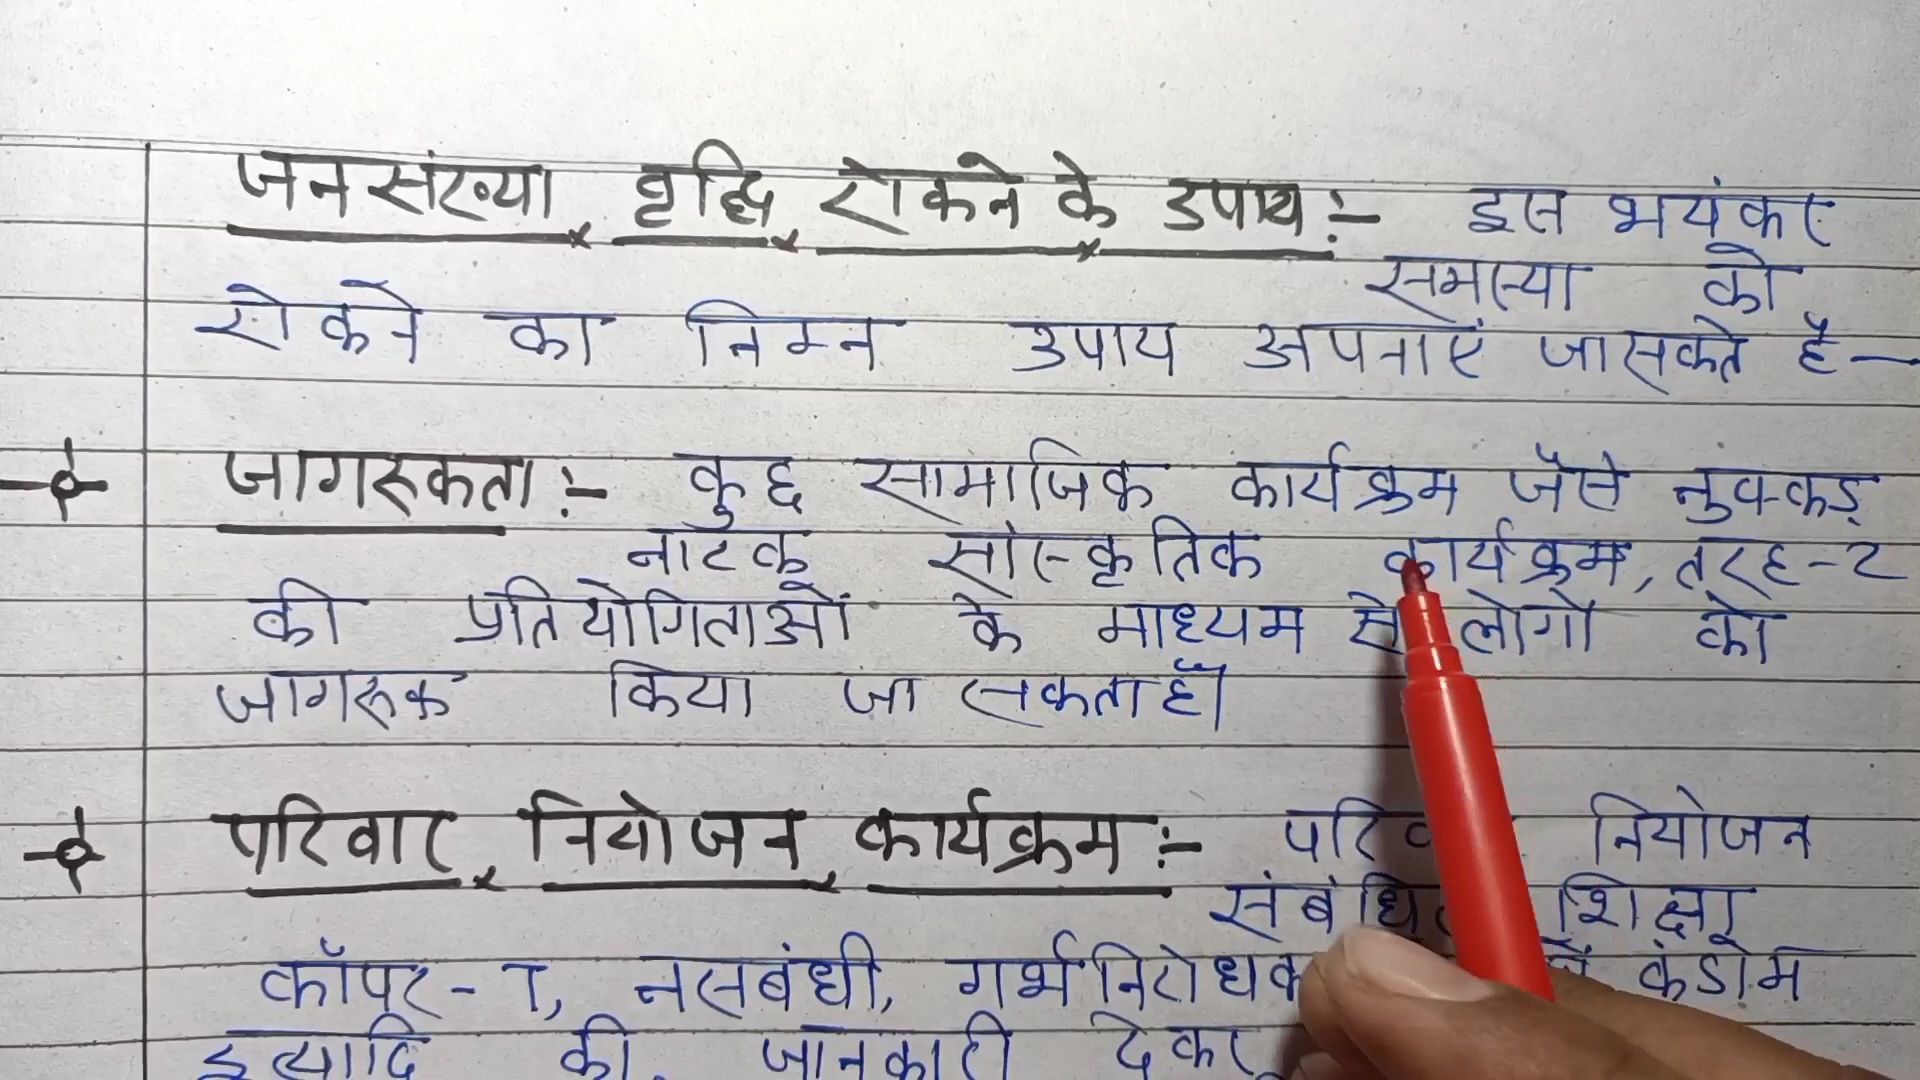 जनसंख्या वृद्धि रोकने के उपाय :- इस भयंकर
समस्या को
रोकने का निम्न उपाय अपनाएं जा सकते है -
जागरूकता :- कुछ सामाजिक कार्यक्रम जैसे नुक्कड़
नाटक सांस्कृतिक कार्यक्रम, तरह-2
की प्रतियोगिताओं के माध्यम से लोगों को
जागरूक किया जा सकता है।
परिवार नियोजन कार्यक्रम :- नियोजन
शिक्षा
कॉपर - T, नसबंधी, गर्भनिरोधक कंडोम
इत्यादि की जानकारी देकर